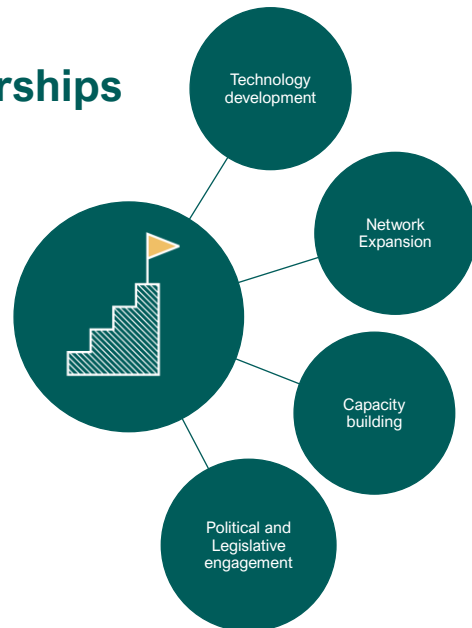 rships
Technology
development
Network
Expansion
Capacity
building
Political and
Legislative
engagement